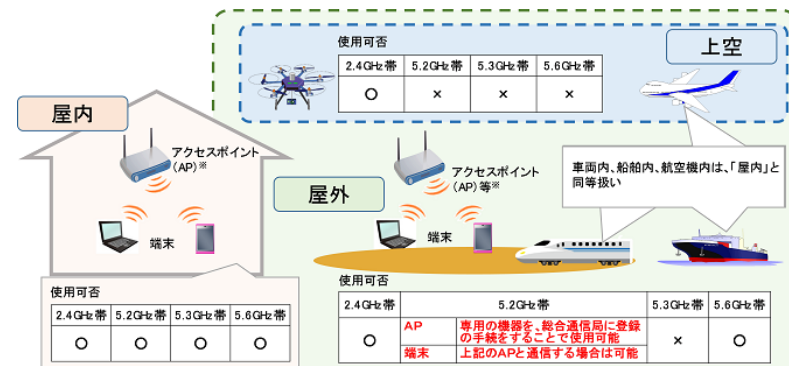 使用可否
2.4GHz帯 5.2GHz帯 5.3GHz帯 5.6GHz帯
○ × × ×
上空
屋内
アクセスポイント
(AP)※
端末
使用可否
2.4GHz帯 5.2GHz帯 5.3GHz帯 5.6GHz帯
○ ○ ○ ○
屋外
アクセスポイント
(AP)等※
端末
車両内、船舶内、航空機内は、「屋内」と
同等扱い
使用可否
2.4GHz帯 5.2GHz帯 5.3GHz帯 5.6GHz帯
○ AP 専用の機器を、総合通信局に登録
の手続をすることで使用可能 × ○
端末 上記のAPと通信する場合は可能